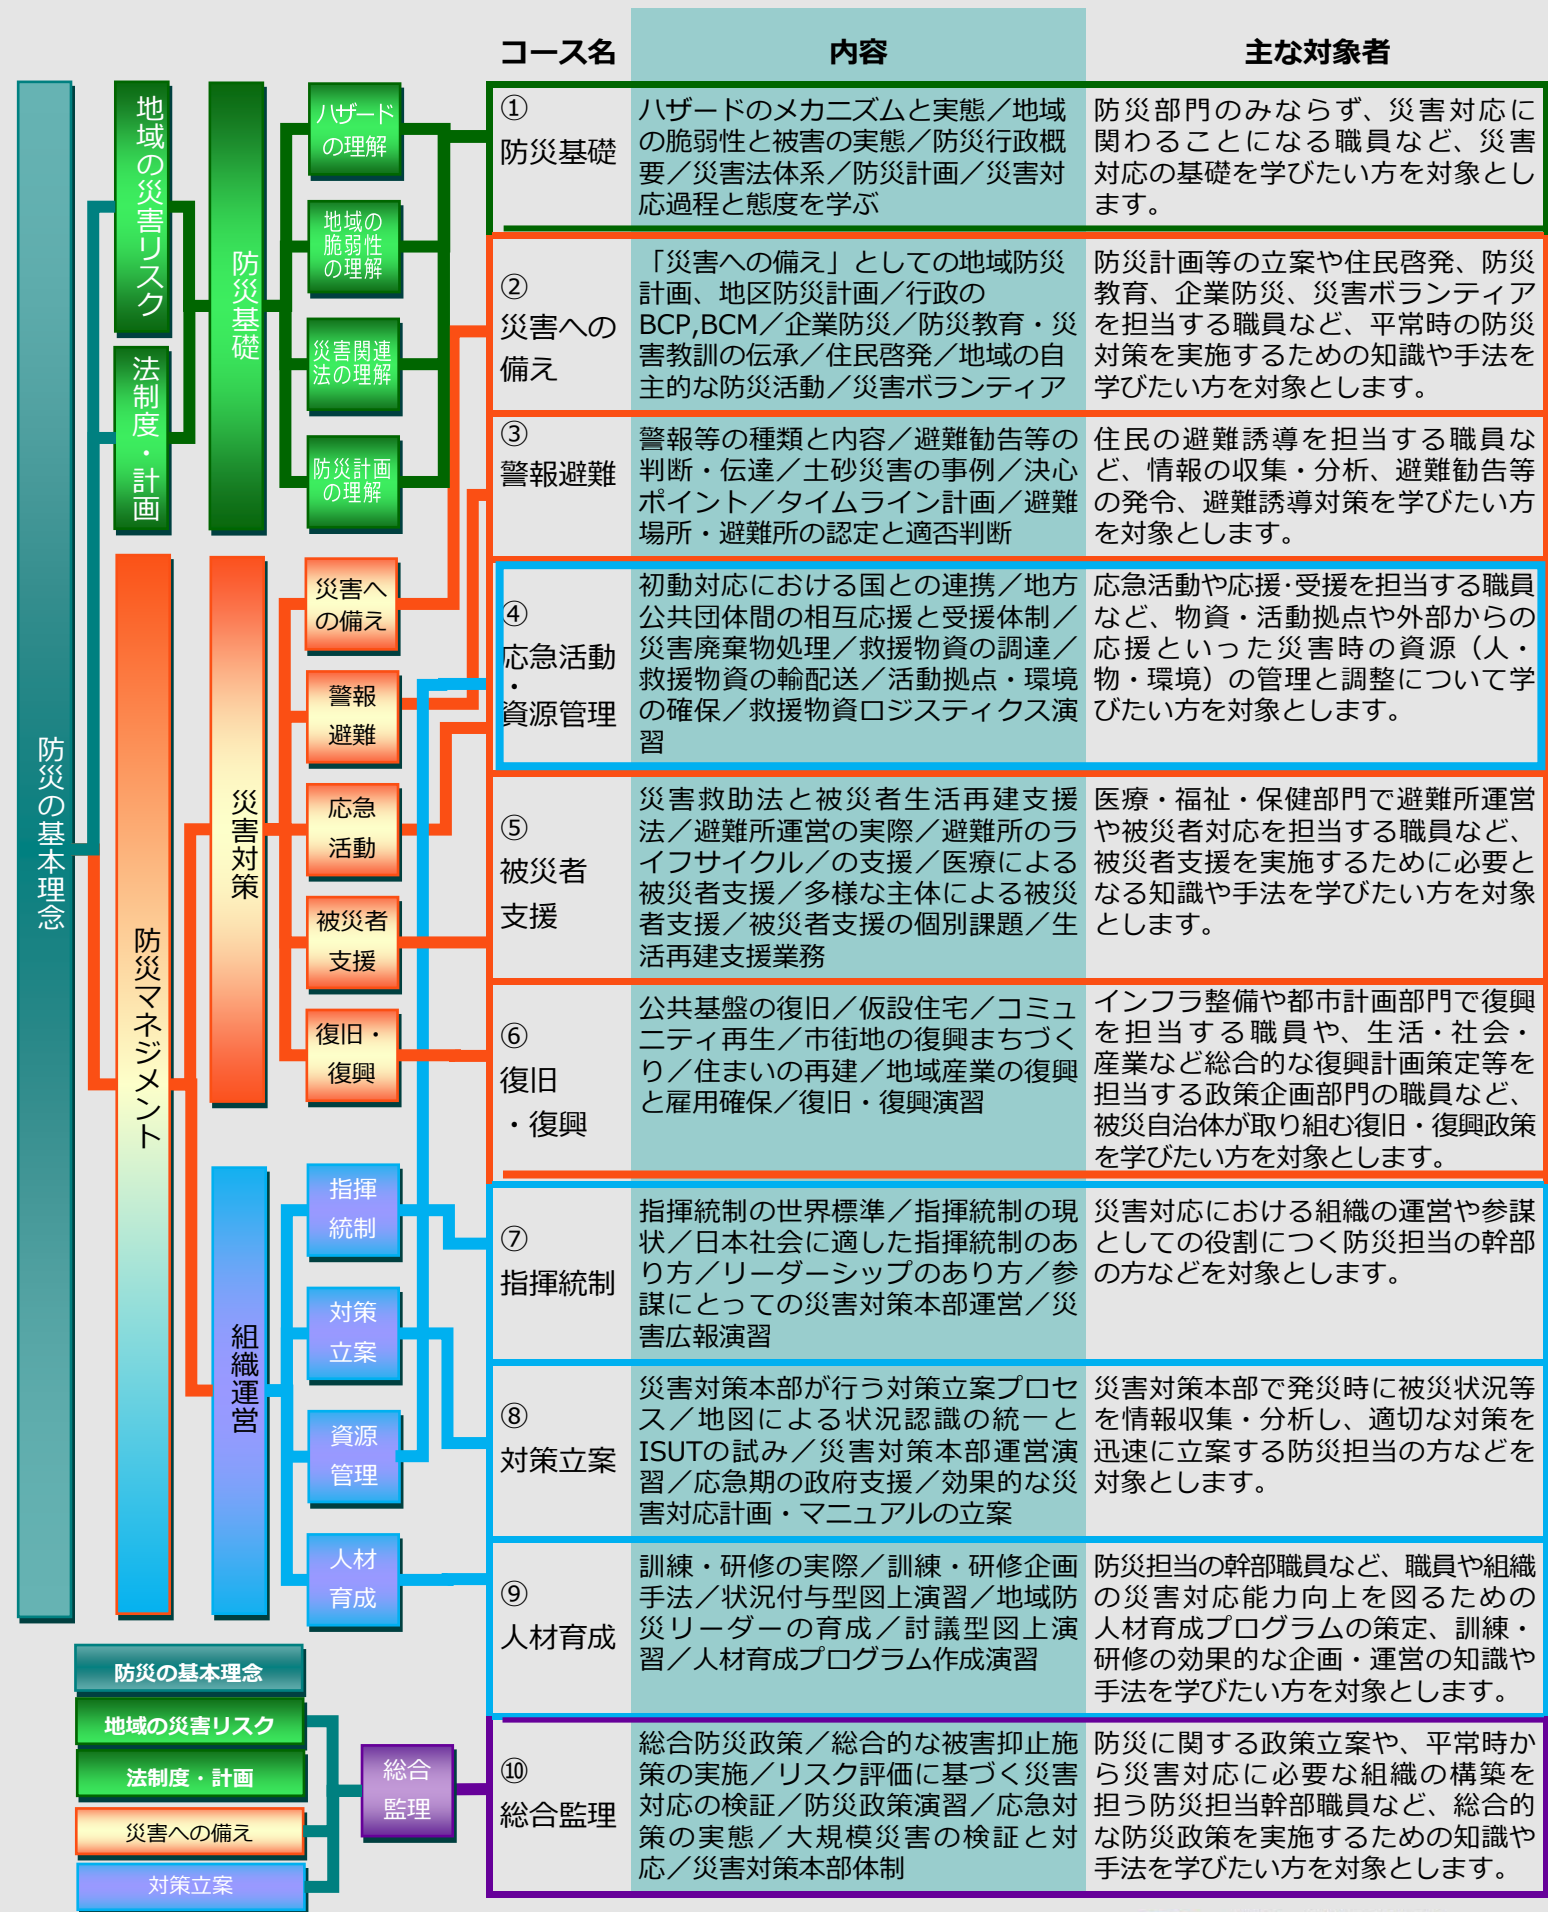 コース名
内容
主な対象者
防災の基本理念
地域の災害リスク
法制度・計画
防災マネジメント
防災基礎
災害対策
組織運営
ハザード
の理解
地域の
脆弱性
の理解
災害関連
法の理解
防災計画
の理解
災害へ
の備え
警報
避難
応急
活動
被災者
支援
復旧・
復興
指揮
統制
対策
立案
資源
管理
人材
育成
①
防災基礎
ハザードのメカニズムと実態／地域
の脆弱性と被害の実態／防災行政概
要／災害法体系／防災計画／災害対
応過程と態度を学ぶ
防災部門のみならず、災害対応に
関わることになる職員など、災害
対応の基礎を学びたい方を対象とし
ます。
②
災害への
備え
「災害への備え」としての地域防災
計画、地区防災計画／行政の
BCP,BCM／企業防災／防災教育・災
害教訓の伝承／住民啓発／地域の自
主的な防災活動／災害ボランティア
防災計画等の立案や住民啓発、防災
教育、企業防災、災害ボランティア
を担当する職員など、平常時の防災
対策を実施するための知識や手法を
学びたい方を対象とします。
③
警報避難
警報等の種類と内容／避難勧告等の
判断・伝達／土砂災害の事例／決心
ポイント／タイムライン計画／避難
場所・避難所の認定と適否判断
住民の避難誘導を担当する職員な
ど、情報の収集・分析、避難勧告等
の発令、避難誘導対策を学びたい方
を対象とします。
④
応急活動
・
資源管理
初動対応における国との連携／地方
公共団体間の相互応援と受援体制／
災害廃棄物処理／救援物資の調達／
救援物資の輸配送／活動拠点・環境
の確保／救援物資ロジスティクス演
習
応急活動や応援･受援を担当する職員
など、物資・活動拠点や外部からの
応援といった災害時の資源（人・
物・環境）の管理と調整について学
びたい方を対象とします。
⑤
被災者
支援
災害救助法と被災者生活再建支援
法／避難所運営の実際／避難所のラ
イフサイクル／の支援／医療による
被災者支援／多様な主体による被災
者支援／被災者支援の個別課題／生
活再建支援業務
医療・福祉・保健部門で避難所運営
や被災者対応を担当する職員など、
被災者支援を実施するために必要と
なる知識や手法を学びたい方を対象
とします。
⑥
復旧
・復興
公共基盤の復旧／仮設住宅／コミュ
ニティ再生／市街地の復興まちづく
り／住まいの再建／地域産業の復興
と雇用確保／復旧・復興演習
インフラ整備や都市計画部門で復興
を担当する職員や、生活・社会・
産業など総合的な復興計画策定等を
担当する政策企画部門の職員など、
被災自治体が取り組む復旧・復興政策
を学びたい方を対象とします。
⑦
指揮統制
指揮統制の世界標準／指揮統制の現
状／日本社会に適した指揮統制のあ
り方／リーダーシップのあり方／参
謀にとっての災害対策本部運営／災
害広報演習
災害対応における組織の運営や参謀
としての役割につく防災担当の幹部
の方などを対象とします。
⑧
対策立案
災害対策本部が行う対策立案プロセ
ス／地図による状況認識の統一と
ISUTの試み／災害対策本部運営演
習／応急期の政府支援／効果的な災
害対応計画・マニュアルの立案
災害対策本部で発災時に被災状況等
を情報収集・分析し、適切な対策を
迅速に立案する防災担当の方などを
対象とします。
⑨
人材育成
訓練・研修の実際／訓練・研修企画
手法／状況付与型図上演習／地域防
災リーダーの育成／討議型図上演
習／人材育成プログラム作成演習
防災担当の幹部職員など、職員や組織
の災害対応能力向上を図るための
人材育成プログラムの策定、訓練・
研修の効果的な企画・運営の知識や
手法を学びたい方を対象とします。
防災の基本理念
地域の災害リスク
法制度・計画
災害への備え
対策立案
総合
監理
⑩
総合監理
総合防災政策／総合的な被害抑止施
策の実施／リスク評価に基づく災害
対応の検証／防災政策演習／応急対
策の実態／大規模災害の検証と対
応／災害対策本部体制
防災に関する政策立案や、平常時か
ら災害対応に必要な組織の構築を
担う防災担当幹部職員など、総合的
な防災政策を実施するための知識や
手法を学びたい方を対象とします。